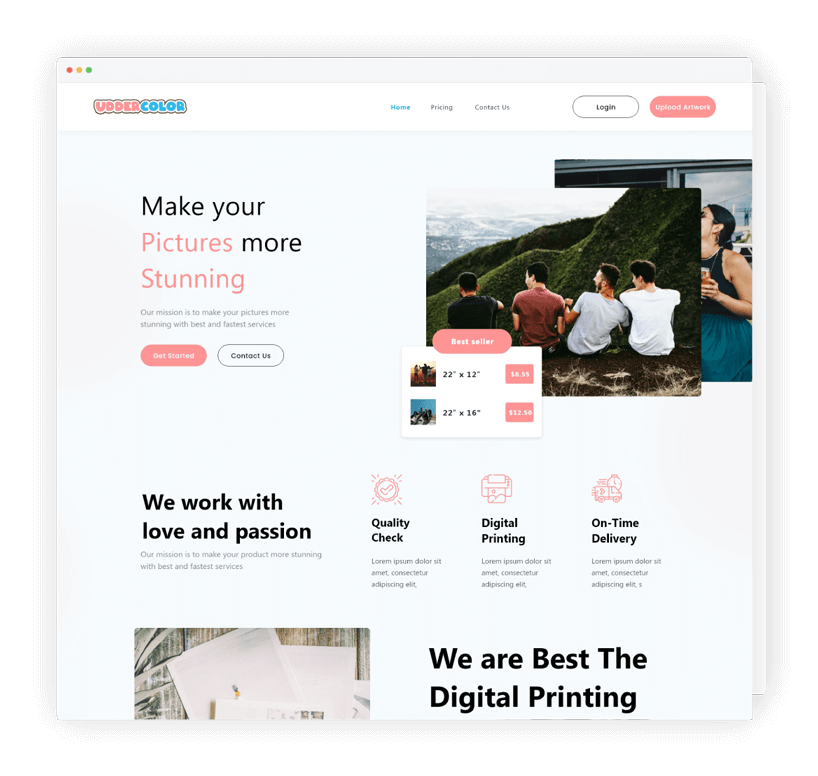 UDDERCOLOR
Home
Pricing
Contact Us
Login
Uplood Artwork
Make your
Pictures more
Stunning
Our mission is to make your pictures more
stunning with best and fastest services
Get Started
Contact Us
Best seller
22" x 12"
$8.55
22" x 16"
$12.50
We work with
love and passion
Our mission is to make your product more stunning
with best and fastest services
Quality
Check
Lorem ipsum dolor sit
amet, consectetur
adipiscing elit,
Digital
Printing
Lorem ipsum dolor sit
amet, consectetur
adipiscing elit,
On-Time
Delivery
Lorem ipsum dolor sit
amet, consectetur
adipiscing elit, s
We are Best The
Digital Printing